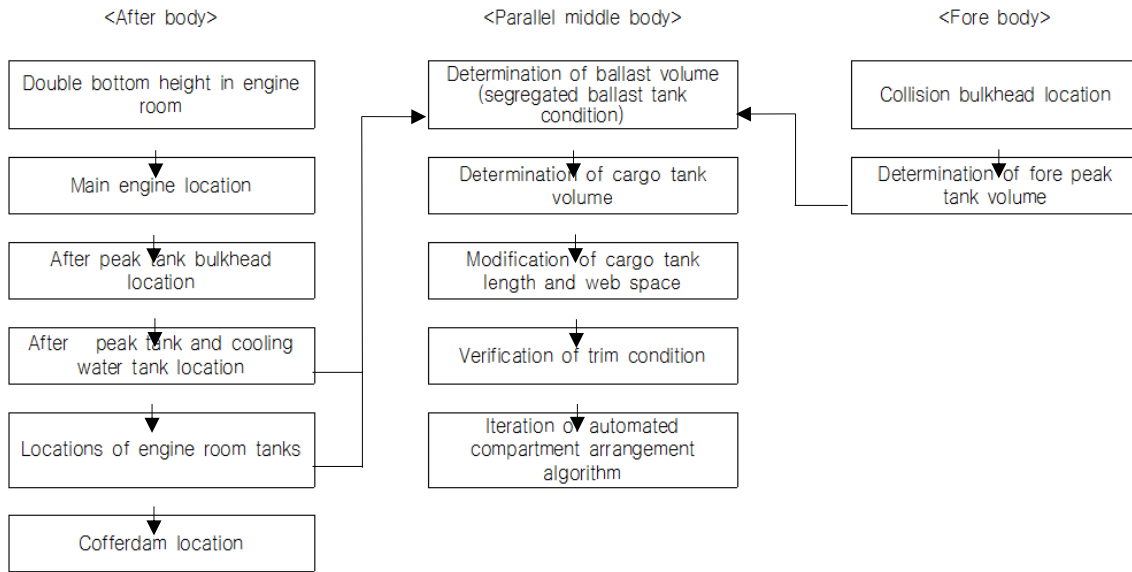 <After body>
Double bottom height in engine
room
Main engine location
After peak tank bulkhead
location
After peak tank and cooling
water tank location
Locations of engine room tanks
Cofferdam location
<Parallel middle body>
Determination of ballast volume
(segregated ballast tank
condition)
Determination of cargo tank
volume
Modification of cargo tank
length and web space
Verification of trim condition
Iteration of automated
compartment arrangement
algorithm
<Fore body>
Collision bulkhead location
Determination of fore peak
tank volume